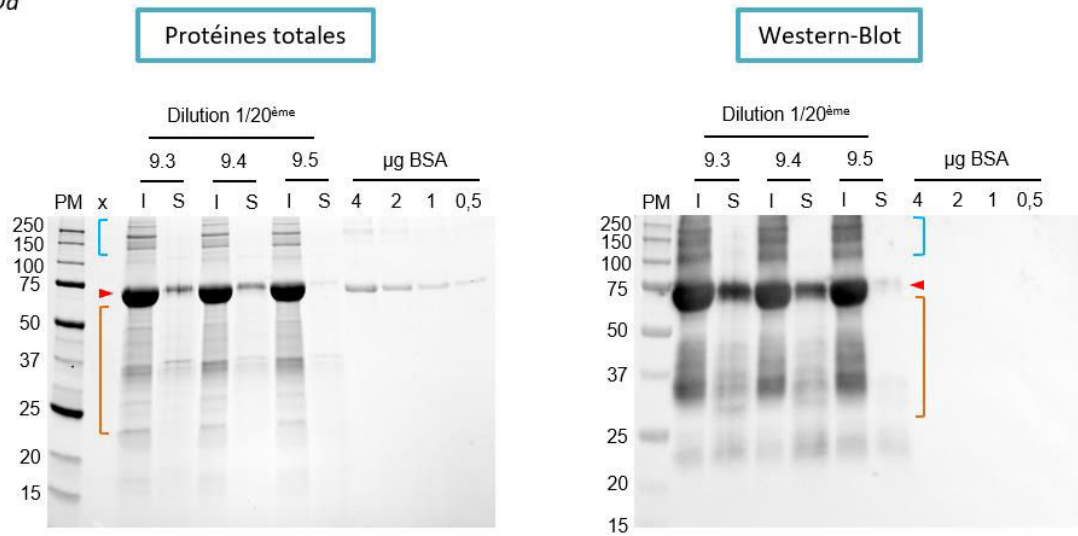 Protéines totales
Western-Blot
Dilution 1/20ème
9.3 9.4 9.5 µg BSA
PM x I S I S I S 4 2 1 0,5
250
150
100
75
50
37
25
20
15
Dilution 1/20ème
9.3 9.4 9.5 µg BSA
PM I S I S I S 4 2 1 0,5
250
150
100
75
50
37
25
20
15